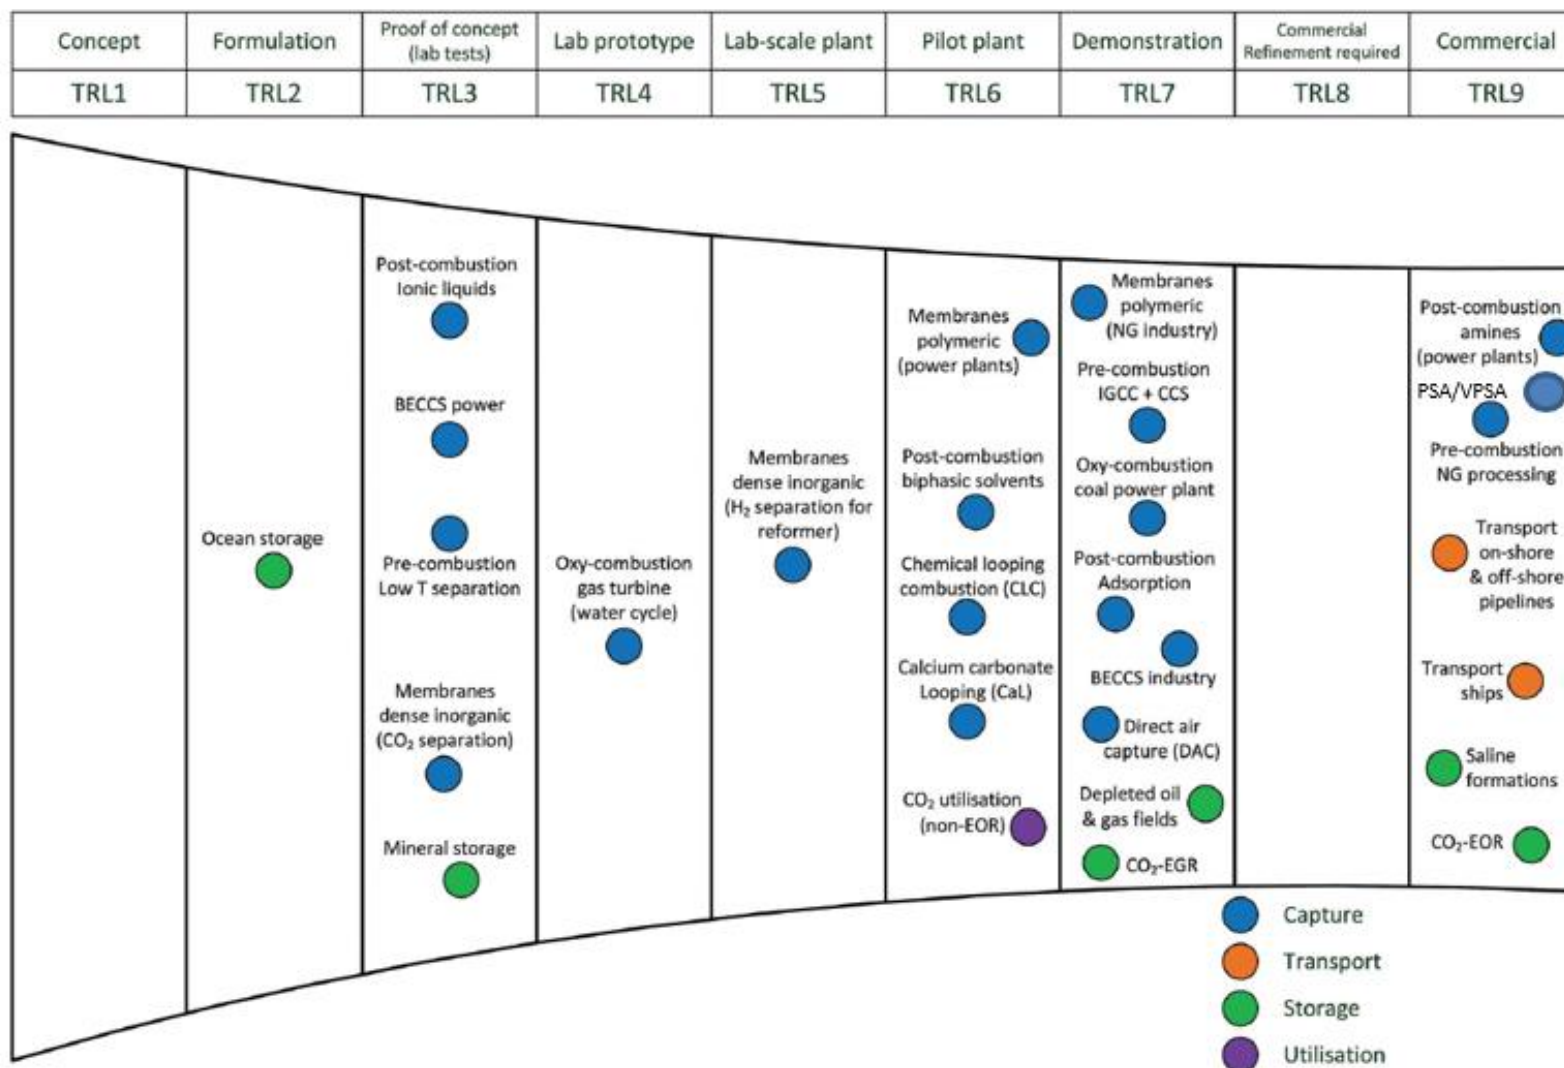 Concept
Formulation
Proof of concept
(lab tests)
Lab prototype
Lab-scale plant
Pilot plant
Demonstration
Commercial
Refinement required
Commercial
TRL1
TRL2
TRL3
TRL4
TRL5
TRL6
TRL7
TRL8
TRL9
Ocean storage
Post-combustion
Ionic liquids
BECCS power
Pre-combustion
Low T separation
Membranes
dense inorganic
(CO₂ separation)
Mineral storage
Oxy-combustion
gas turbine
(water cycle)
Membranes
dense inorganic
(H₂ separation for
reformer)
Membranes
polymeric
(power plants)
Post-combustion
biphasic solvents
Chemical looping
combustion (CLC)
Calcium carbonate
Looping (CaL)
CO₂ utilisation
(non-EOR)
Membranes
polymeric
(NG industry)
Pre-combustion
IGCC + CCS
Oxy-combustion
coal power plant
Post-combustion
Adsorption
BECCS industry
Direct air
capture (DAC)
Depleted oil
& gas fields
CO₂-EGR
Post-combustion
amines
(power plants)
PSA/VPSA
Pre-combustion
NG processing
Transport
on-shore
& off-shore
pipelines
Transport
ships
Saline
formations
CO₂-EOR
Capture
Transport
Storage
Utilisation